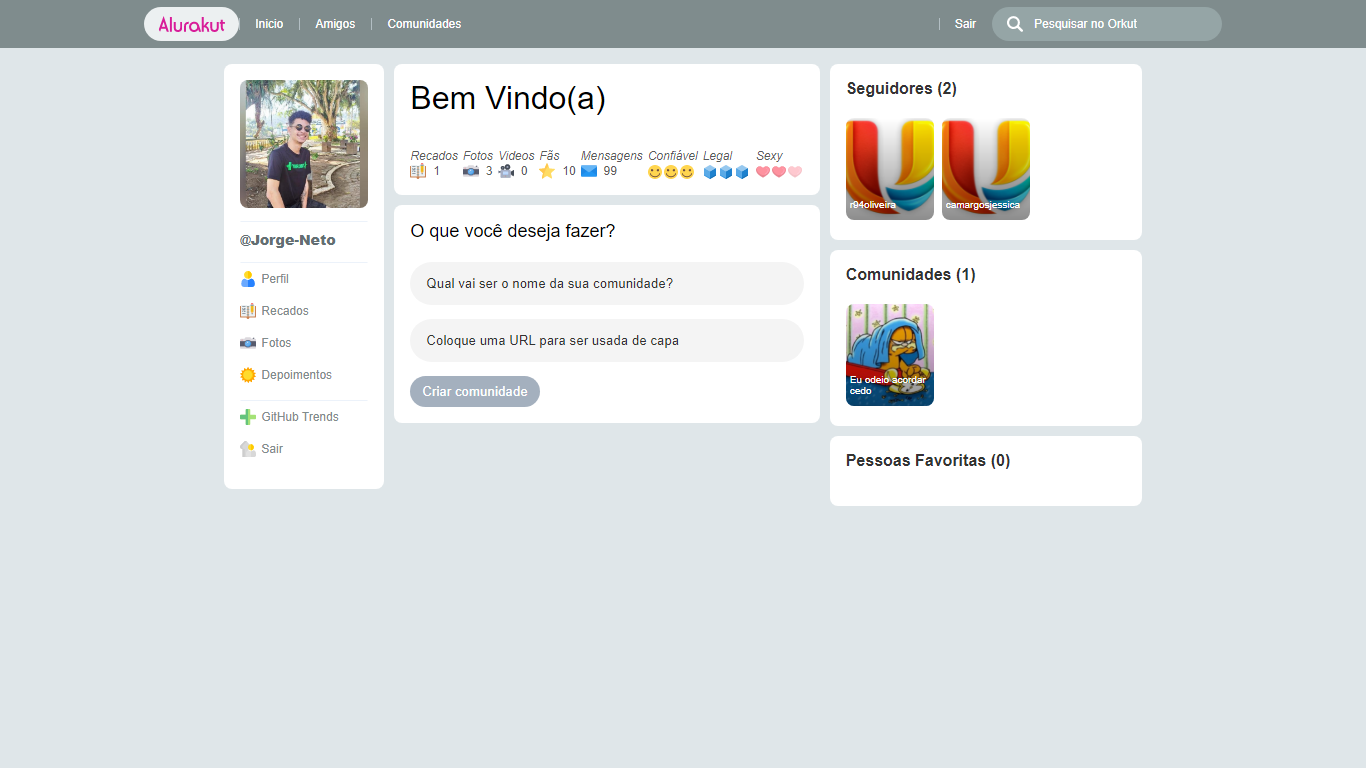 Alurakut
Inicio
Amigos
Comunidades
Sair
Pesquisar no Orkut
@Jorge-Neto
Perfil
Recados
Fotos
Depoimentos
GitHub Trends
Sair
Bem Vindo(a)
Recados Fotos Videos Fãs Mensagens Confiável Legal Sexy
1 3 0 10 99
O que você deseja fazer?
Qual vai ser o nome da sua comunidade?
Coloque uma URL para ser usada de capa
Criar comunidade
Seguidores (2)
r94oliveira
camargosjessica
Comunidades (1)
Eu odeio acordar
cedo
Pessoas Favoritas (0)